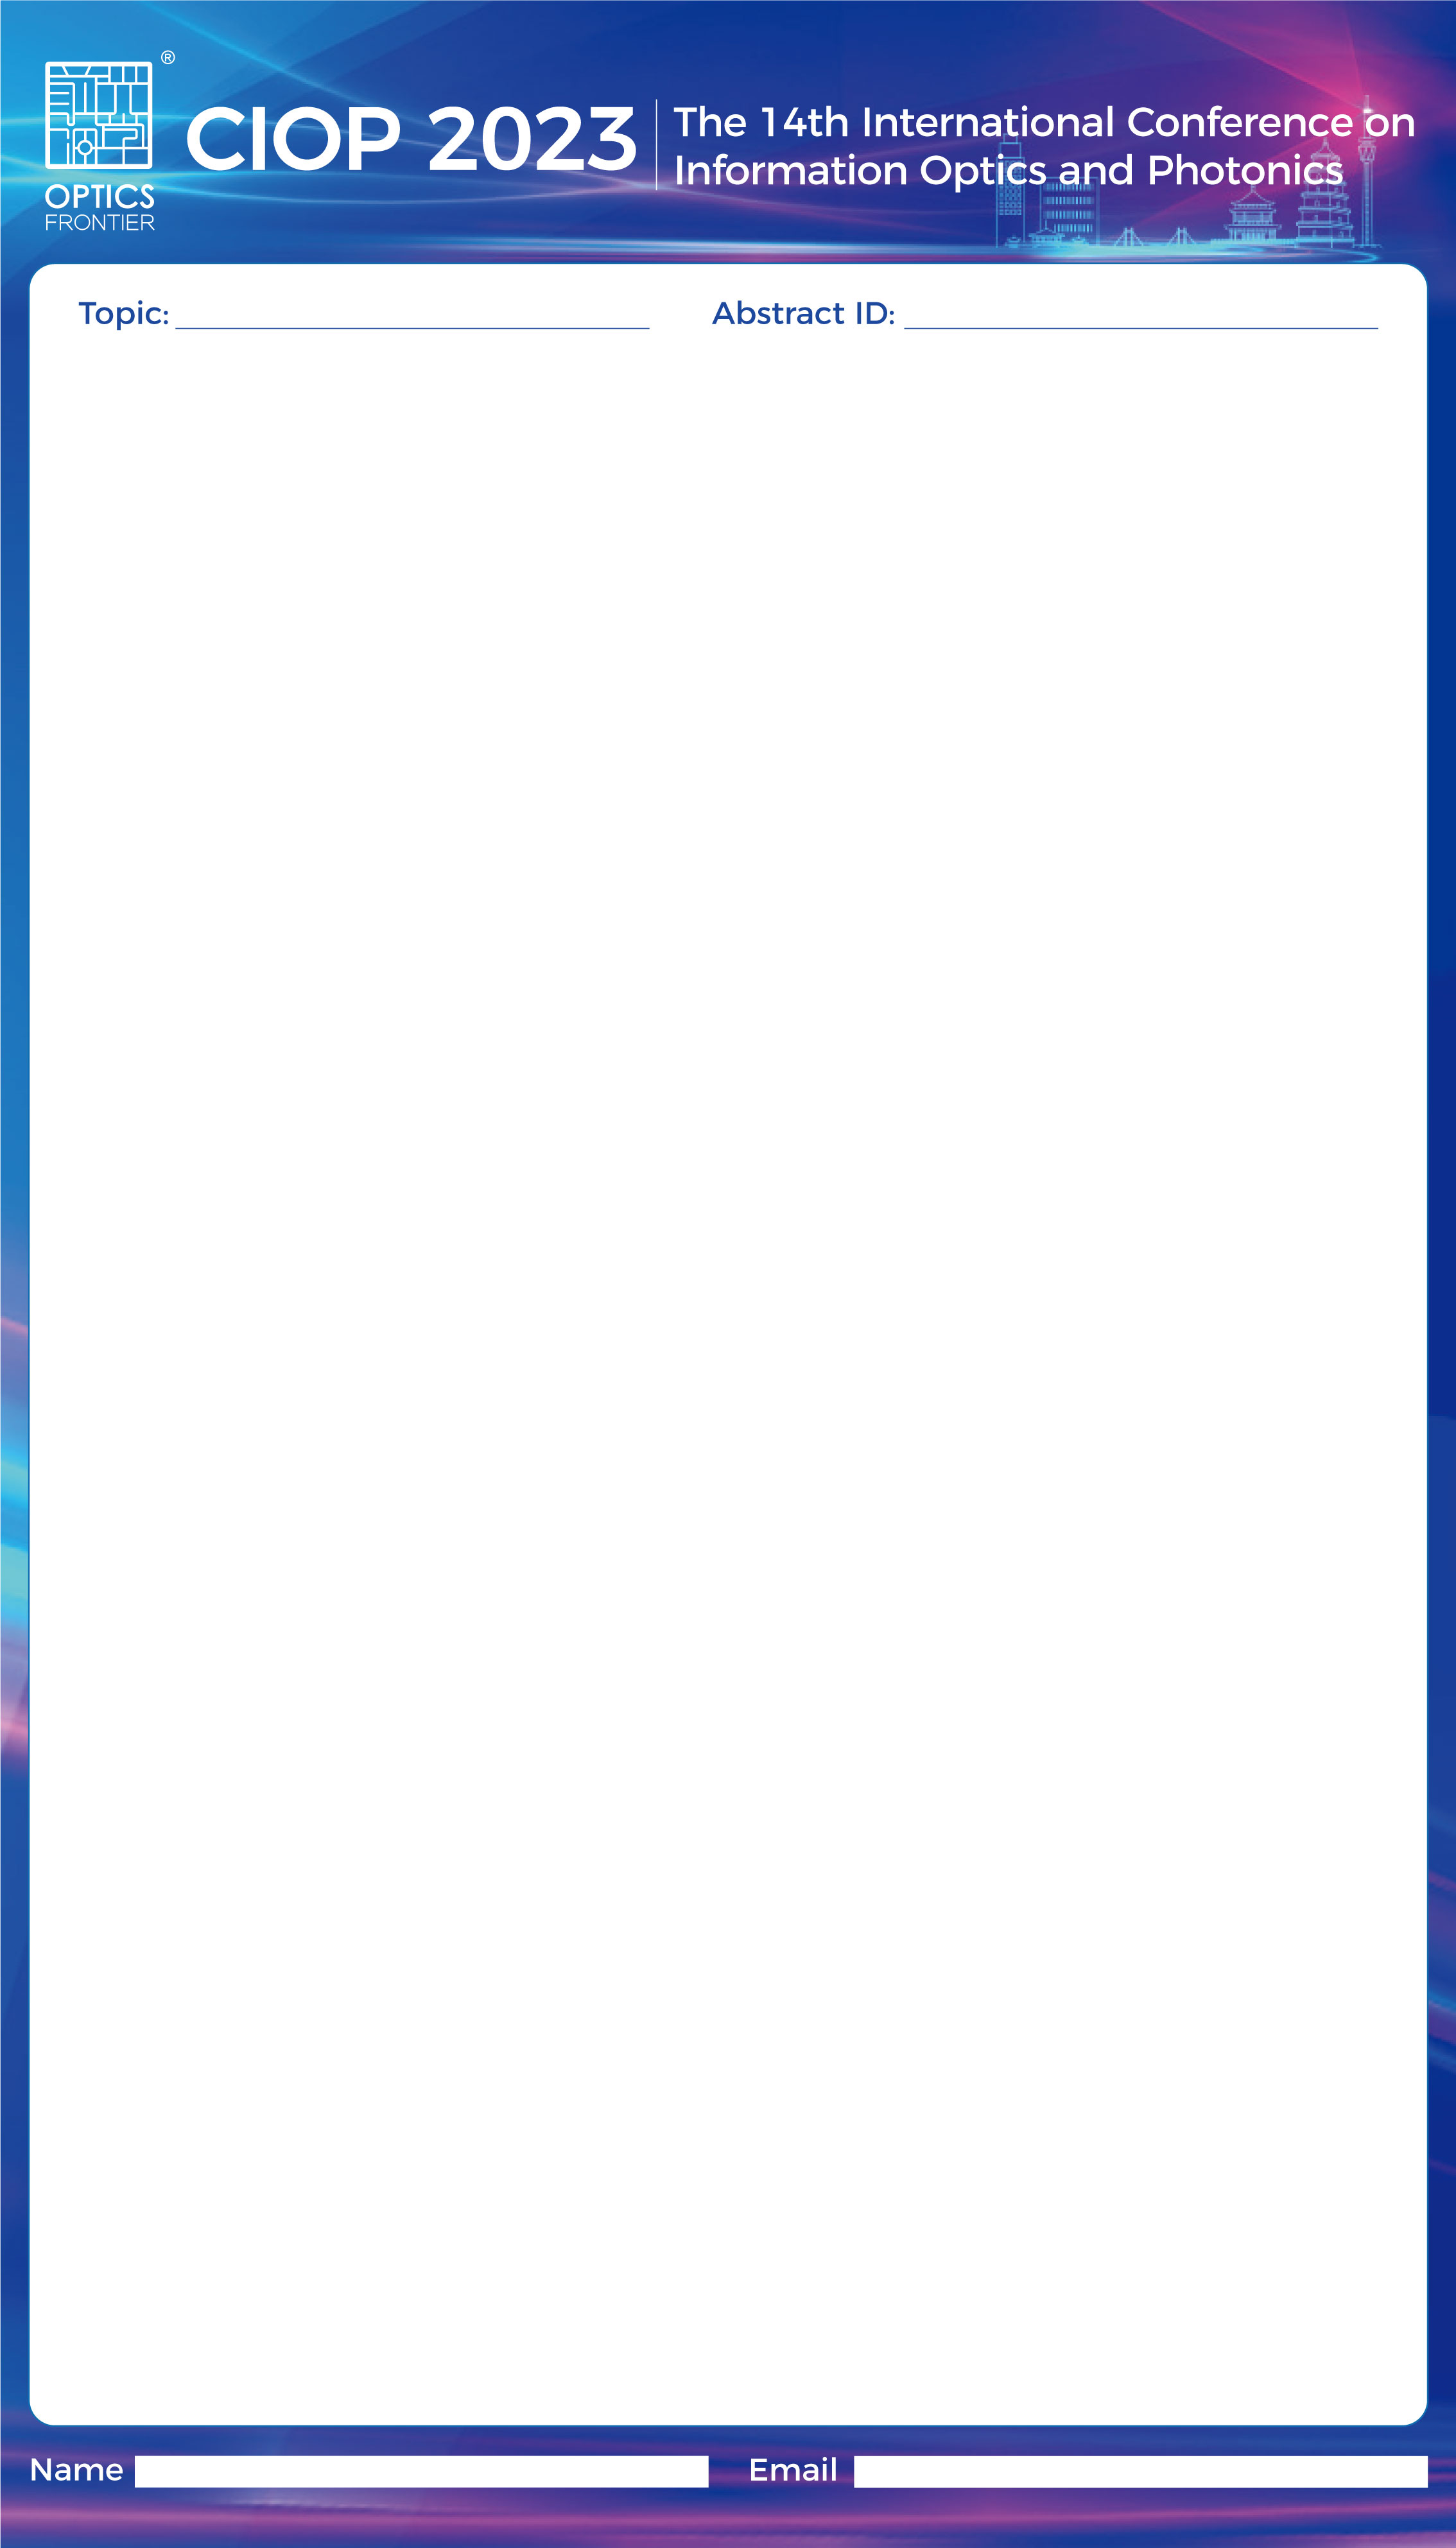 ®
CIOP 2023
The 14th International Conference on
Information Optics and Photonics
OPTICS
FRONTIER
Topic:
Abstract ID:
Name
Email